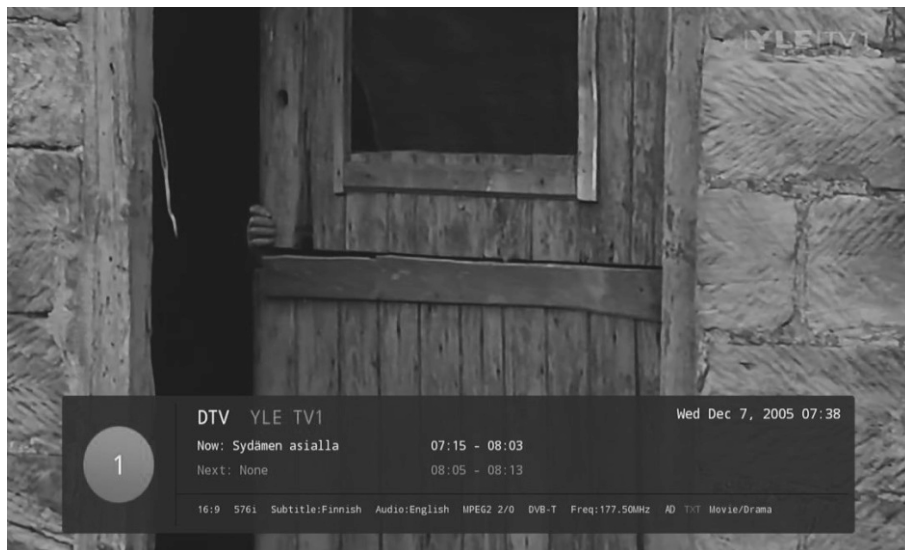 YLE TV1
DTV YLE TV1 Wed Dec 7, 2005 07:38
1
Now: Sydämen asialla 07:15 - 08:03
Next: None 08:05 - 08:13
16:9 576i Subtitle:Finnish Audio:English MPEG2 2/0 DVB-T Freq:177.50MHz AD TXT Movie/Drama